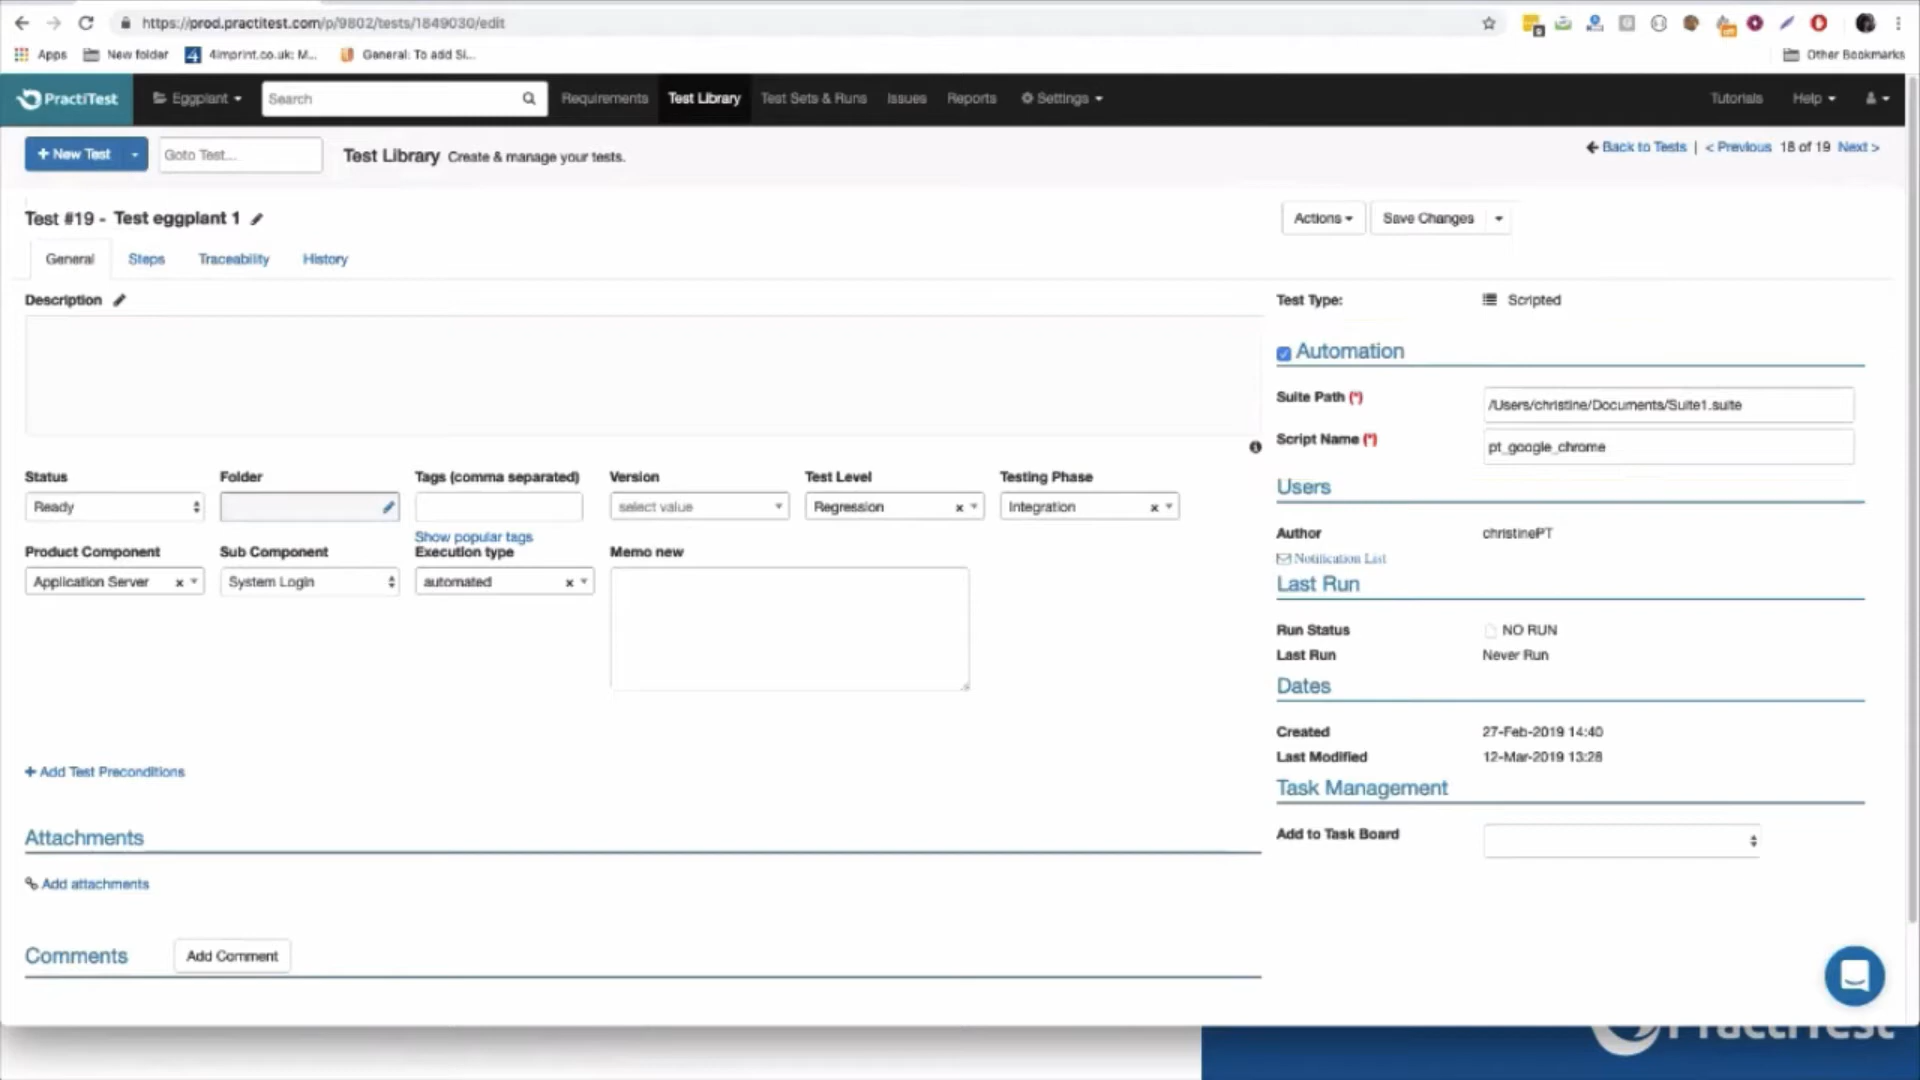 https://prod.practitest.com/p/9802/tests/1849030/edit
Apps New folder 4imprint.co.uk: M... General: To add Si... Other Bookmarks
PractiTest Eggplant Search Requirements Test Library Test Sets & Runs Issues Reports Settings Tutorials Help
+ New Test Goto Test... Test Library Create & manage your tests. Back to Tests | < Previous 18 of 19 Next >
Test #19 - Test eggplant 1 Actions Save Changes
General Steps Traceability History
Description
Status Folder Tags (comma separated) Version Test Level Testing Phase
Ready select value Regression × Integration ×
Show popular tags
Product Component Sub Component Execution type Memo new
Application Server × System Login automated ×
+ Add Test Preconditions
Attachments
Add attachments
Comments Add Comment
Test Type: Scripted
Automation
Suite Path (*) /Users/christine/Documents/Suite1.suite
Script Name (*) pt_google_chrome
Users
Author christinePT
Notification List
Last Run
Run Status NO RUN
Last Run Never Run
Dates
Created 27-Feb-2019 14:40
Last Modified 12-Mar-2019 13:28
Task Management
Add to Task Board
PractiTest